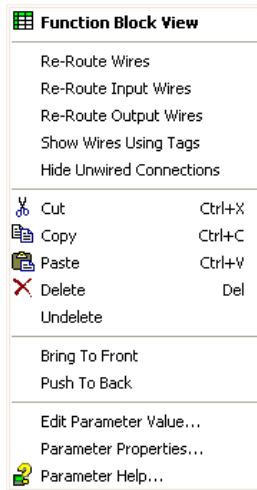 Function Block View
Re-Route Wires
Re-Route Input Wires
Re-Route Output Wires
Show Wires Using Tags
Hide Unwired Connections
Cut Ctrl+X
Copy Ctrl+C
Paste Ctrl+V
Delete Del
Undelete
Bring To Front
Push To Back
Edit Parameter Value...
Parameter Properties...
Parameter Help...